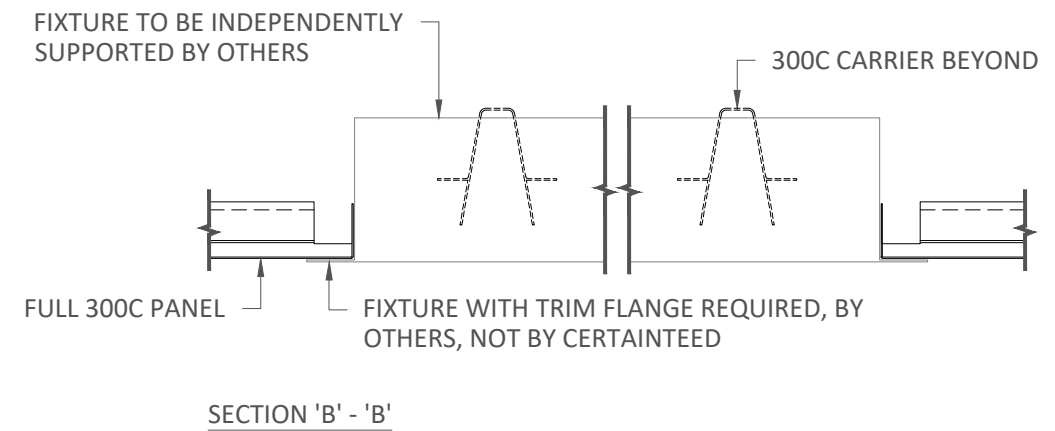 FIXTURE TO BE INDEPENDENTLY
SUPPORTED BY OTHERS
300C CARRIER BEYOND
FULL 300C PANEL
FIXTURE WITH TRIM FLANGE REQUIRED, BY
OTHERS, NOT BY CERTAINTEED
SECTION 'B' - 'B'